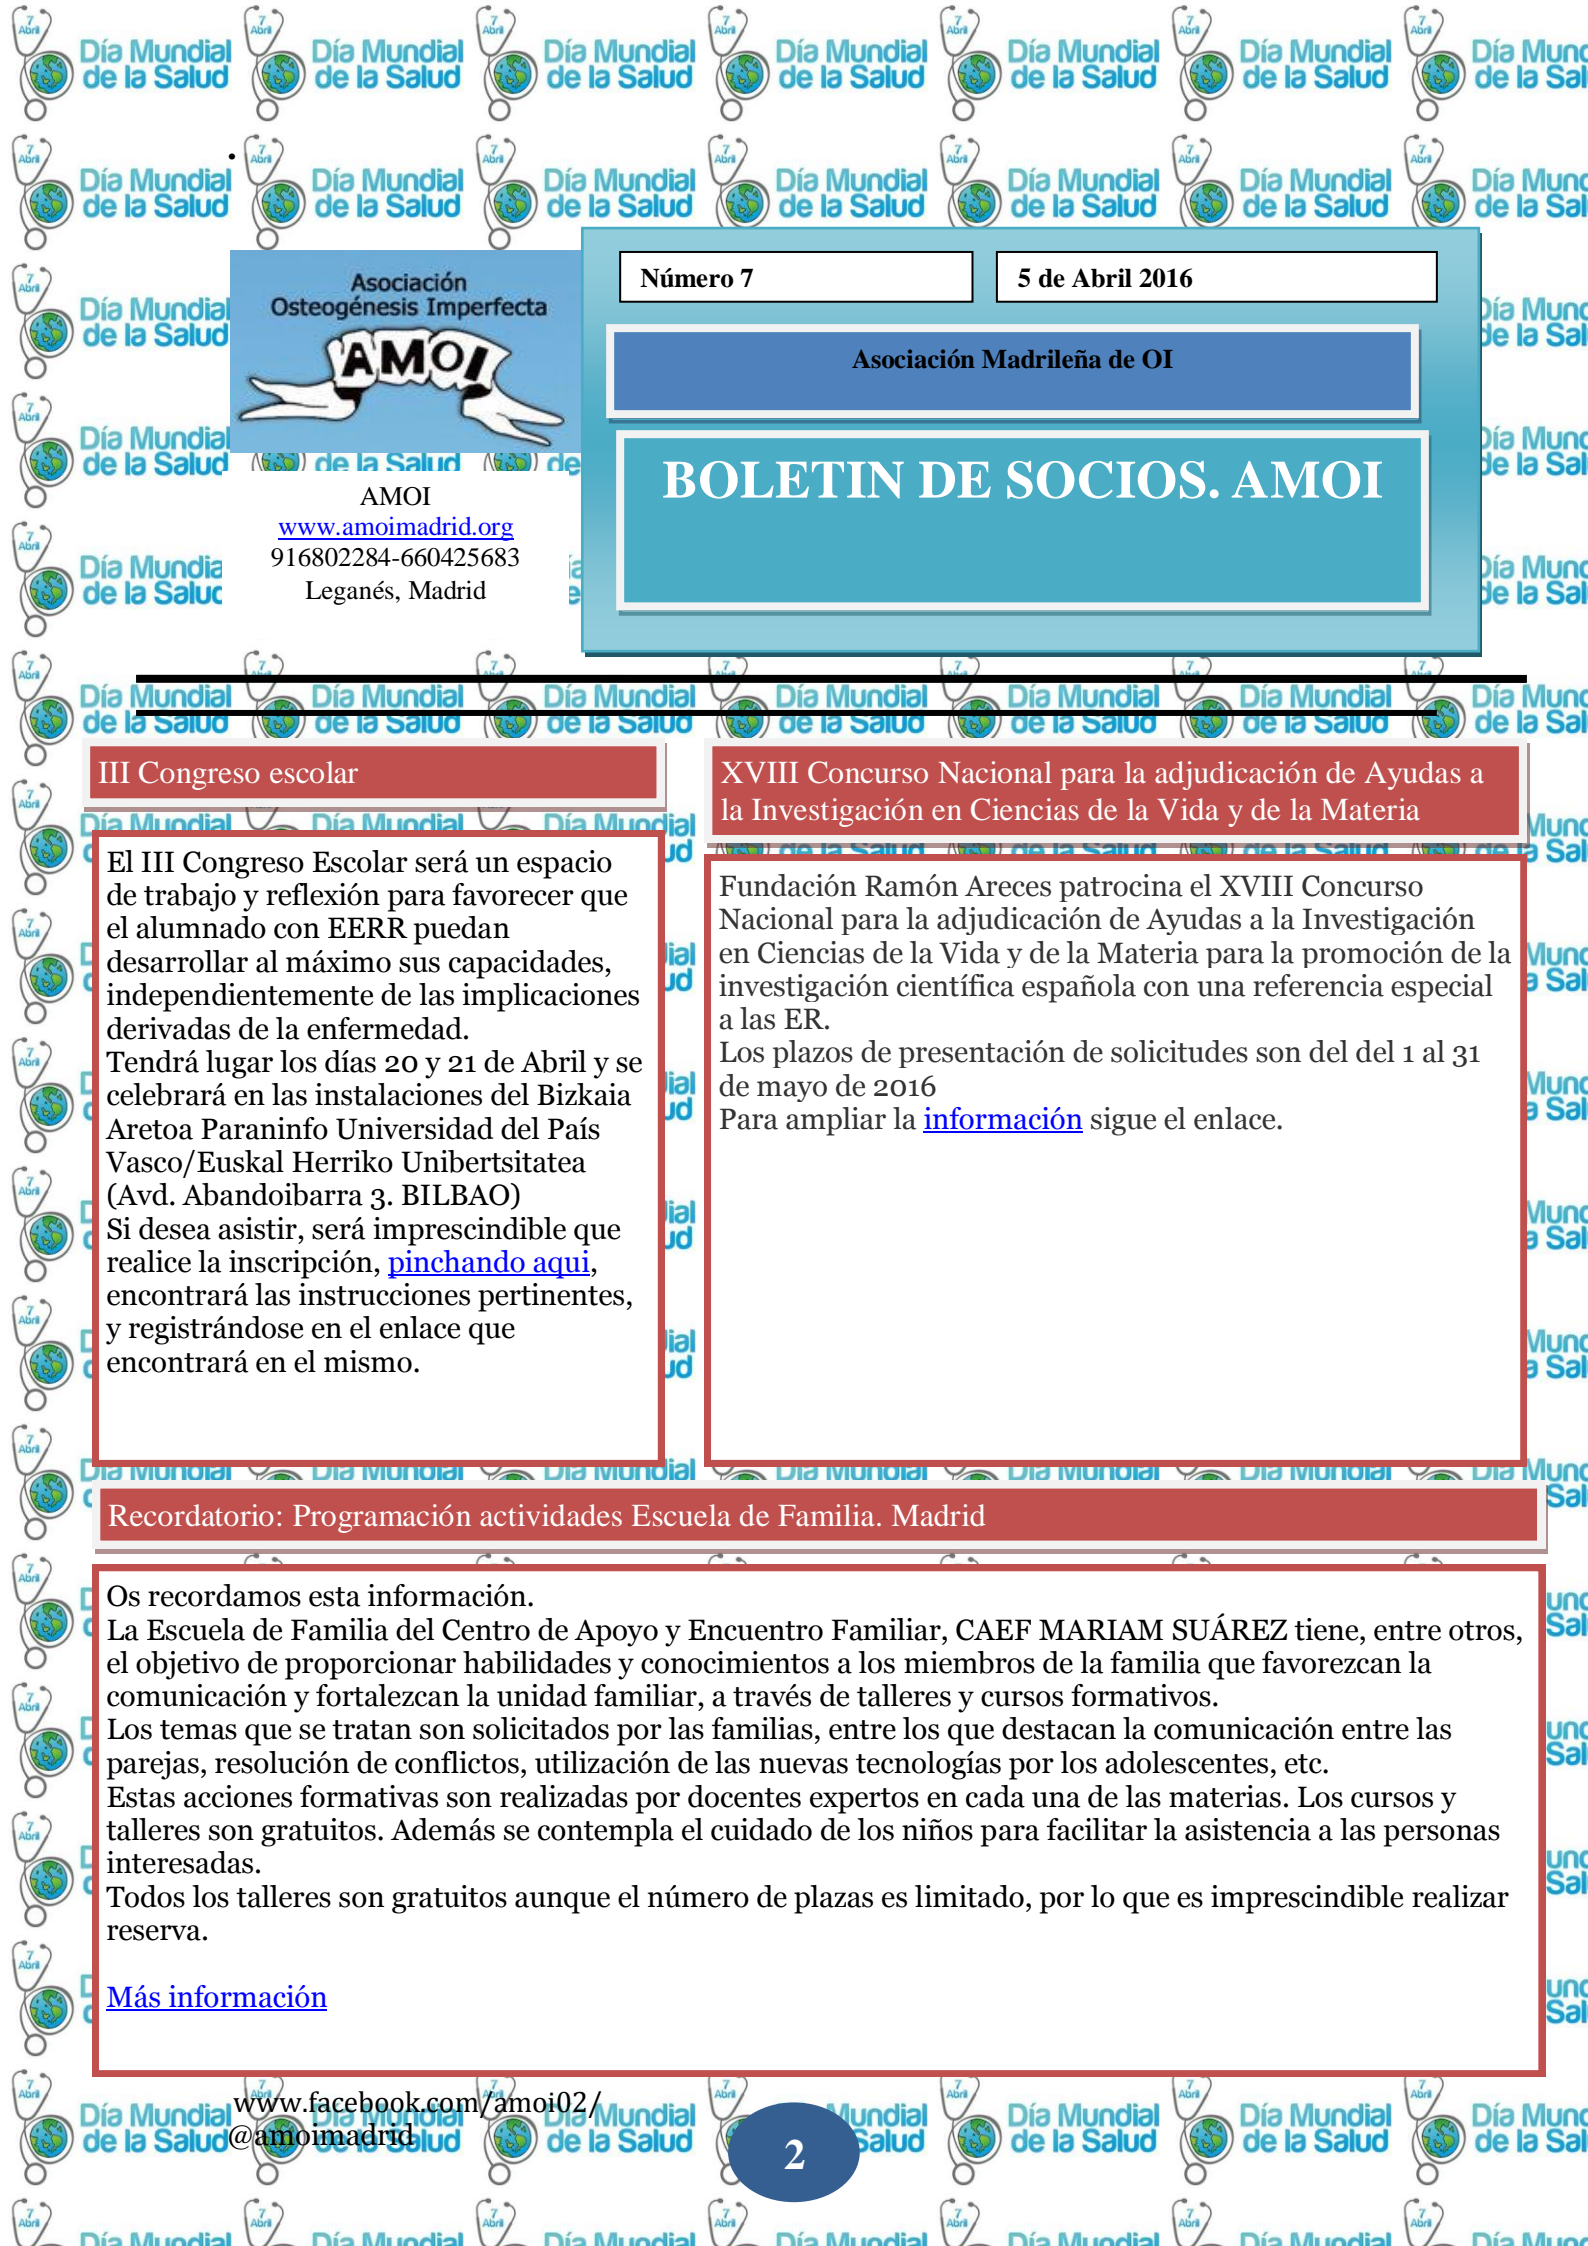 7 Abril
Día Mundial
de la Salud
.
Asociación
Osteogénesis Imperfecta
AMOI
AMOI
www.amoimadrid.org
916802284-660425683
Leganés, Madrid
Número 7
5 de Abril 2016
Asociación Madrileña de OI
BOLETIN DE SOCIOS. AMOI
III Congreso escolar
El III Congreso Escolar será un espacio
de trabajo y reflexión para favorecer que
el alumnado con EERR puedan
desarrollar al máximo sus capacidades,
independientemente de las implicaciones
derivadas de la enfermedad.
Tendrá lugar los días 20 y 21 de Abril y se
celebrará en las instalaciones del Bizkaia
Aretoa Paraninfo Universidad del País
Vasco/Euskal Herriko Unibertsitatea
(Avd. Abandoibarra 3. BILBAO)
Si desea asistir, será imprescindible que
realice la inscripción, pinchando aqui,
encontrará las instrucciones pertinentes,
y registrándose en el enlace que
encontrará en el mismo.
XVIII Concurso Nacional para la adjudicación de Ayudas a
la Investigación en Ciencias de la Vida y de la Materia
Fundación Ramón Areces patrocina el XVIII Concurso
Nacional para la adjudicación de Ayudas a la Investigación
en Ciencias de la Vida y de la Materia para la promoción de la
investigación científica española con una referencia especial
a las ER.
Los plazos de presentación de solicitudes son del del 1 al 31
de mayo de 2016
Para ampliar la información sigue el enlace.
Recordatorio: Programación actividades Escuela de Familia. Madrid
Os recordamos esta información.
La Escuela de Familia del Centro de Apoyo y Encuentro Familiar, CAEF MARIAM SUÁREZ tiene, entre otros,
el objetivo de proporcionar habilidades y conocimientos a los miembros de la familia que favorezcan la
comunicación y fortalezcan la unidad familiar, a través de talleres y cursos formativos.
Los temas que se tratan son solicitados por las familias, entre los que destacan la comunicación entre las
parejas, resolución de conflictos, utilización de las nuevas tecnologías por los adolescentes, etc.
Estas acciones formativas son realizadas por docentes expertos en cada una de las materias. Los cursos y
talleres son gratuitos. Además se contempla el cuidado de los niños para facilitar la asistencia a las personas
interesadas.
Todos los talleres son gratuitos aunque el número de plazas es limitado, por lo que es imprescindible realizar
reserva.
Más información
www.facebook.com/amoi02/
@amoimadrid
2